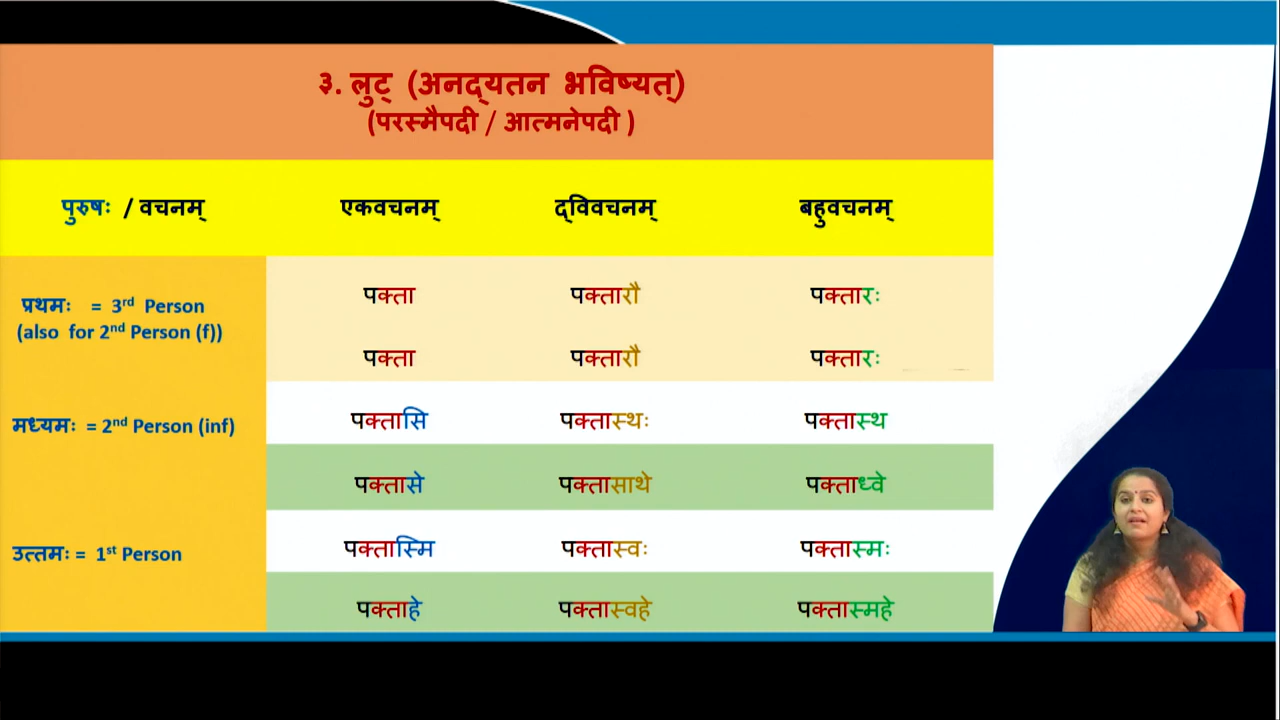 ३. लुट् (अनद्यतन भविष्यत्)
(परस्मैपदी / आत्मनेपदी )
पुरुषः / वचनम् एकवचनम् द्विवचनम् बहुवचनम्
प्रथमः = 3rd Person
(also for 2nd Person (f))
पक्ता पक्तारौ पक्तारः
पक्ता पक्तारौ पक्तारः
मध्यमः = 2nd Person (inf)
पक्तासि पक्तास्थः पक्तास्थ
पक्तासे पक्तासाथे पक्ताध्वे
उत्तमः = 1st Person
पक्तास्मि पक्तास्वः पक्तास्मः
पक्ताहे पक्तास्वहे पक्तास्महे